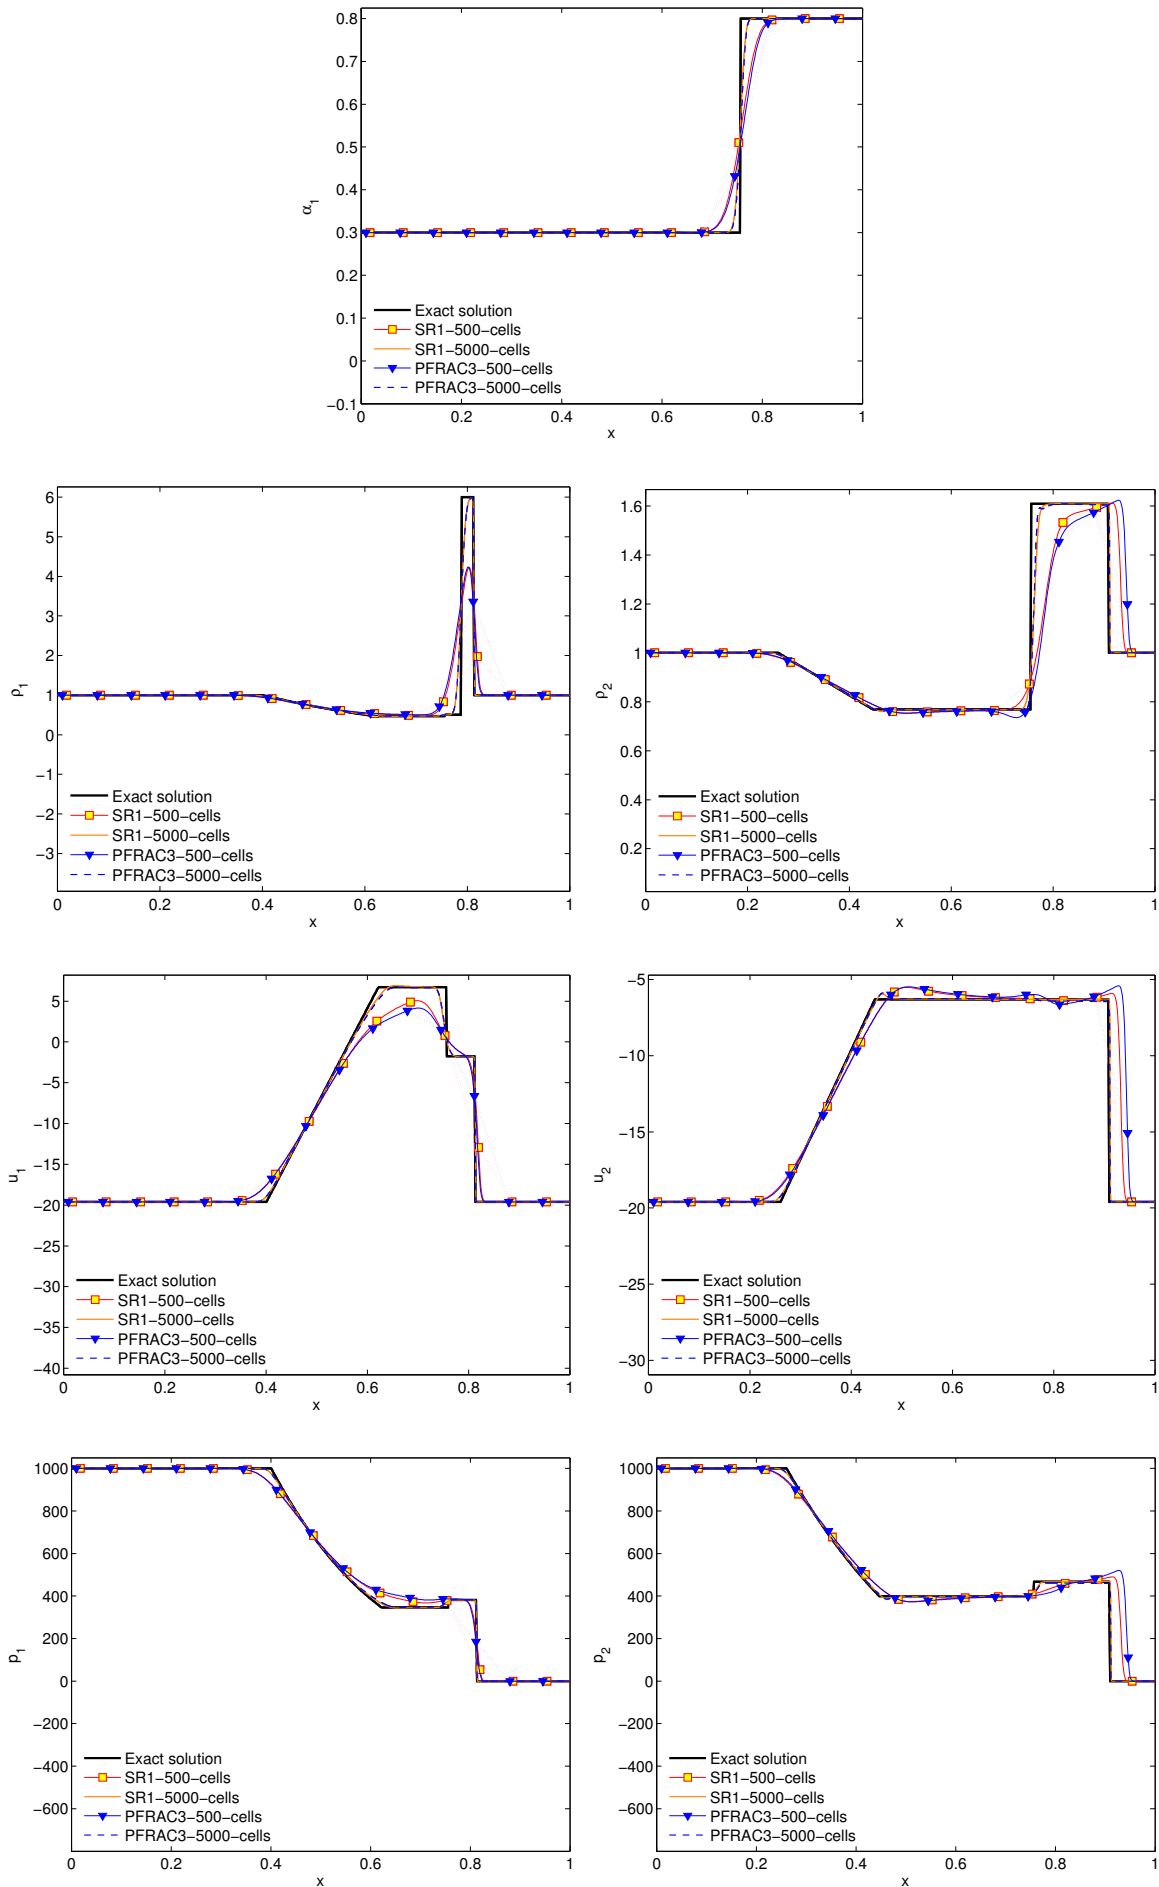 0.8
0.7
0.6
0.5
0.4
0.3
0.2
0.1
0
−0.1
α1
Exact solution
SR1−500−cells
SR1−5000−cells
PFRAC3−500−cells
PFRAC3−5000−cells
0 0.2 0.4 0.6 0.8 1
x
6
5
4
3
2
1
0
−1
−2
−3
ρ1
Exact solution
SR1−500−cells
SR1−5000−cells
PFRAC3−500−cells
PFRAC3−5000−cells
0 0.2 0.4 0.6 0.8 1
x
1.6
1.4
1.2
1
0.8
0.6
0.4
0.2
ρ2
Exact solution
SR1−500−cells
SR1−5000−cells
PFRAC3−500−cells
PFRAC3−5000−cells
0 0.2 0.4 0.6 0.8 1
x
5
0
−5
−10
−15
−20
−25
−30
−35
−40
u1
Exact solution
SR1−500−cells
SR1−5000−cells
PFRAC3−500−cells
PFRAC3−5000−cells
0 0.2 0.4 0.6 0.8 1
x
−5
−10
−15
−20
−25
−30
u2
Exact solution
SR1−500−cells
SR1−5000−cells
PFRAC3−500−cells
PFRAC3−5000−cells
0 0.2 0.4 0.6 0.8 1
x
1000
800
600
400
200
0
−200
−400
−600
p1
Exact solution
SR1−500−cells
SR1−5000−cells
PFRAC3−500−cells
PFRAC3−5000−cells
0 0.2 0.4 0.6 0.8 1
x
1000
800
600
400
200
0
−200
−400
−600
p2
Exact solution
SR1−500−cells
SR1−5000−cells
PFRAC3−500−cells
PFRAC3−5000−cells
0 0.2 0.4 0.6 0.8 1
x